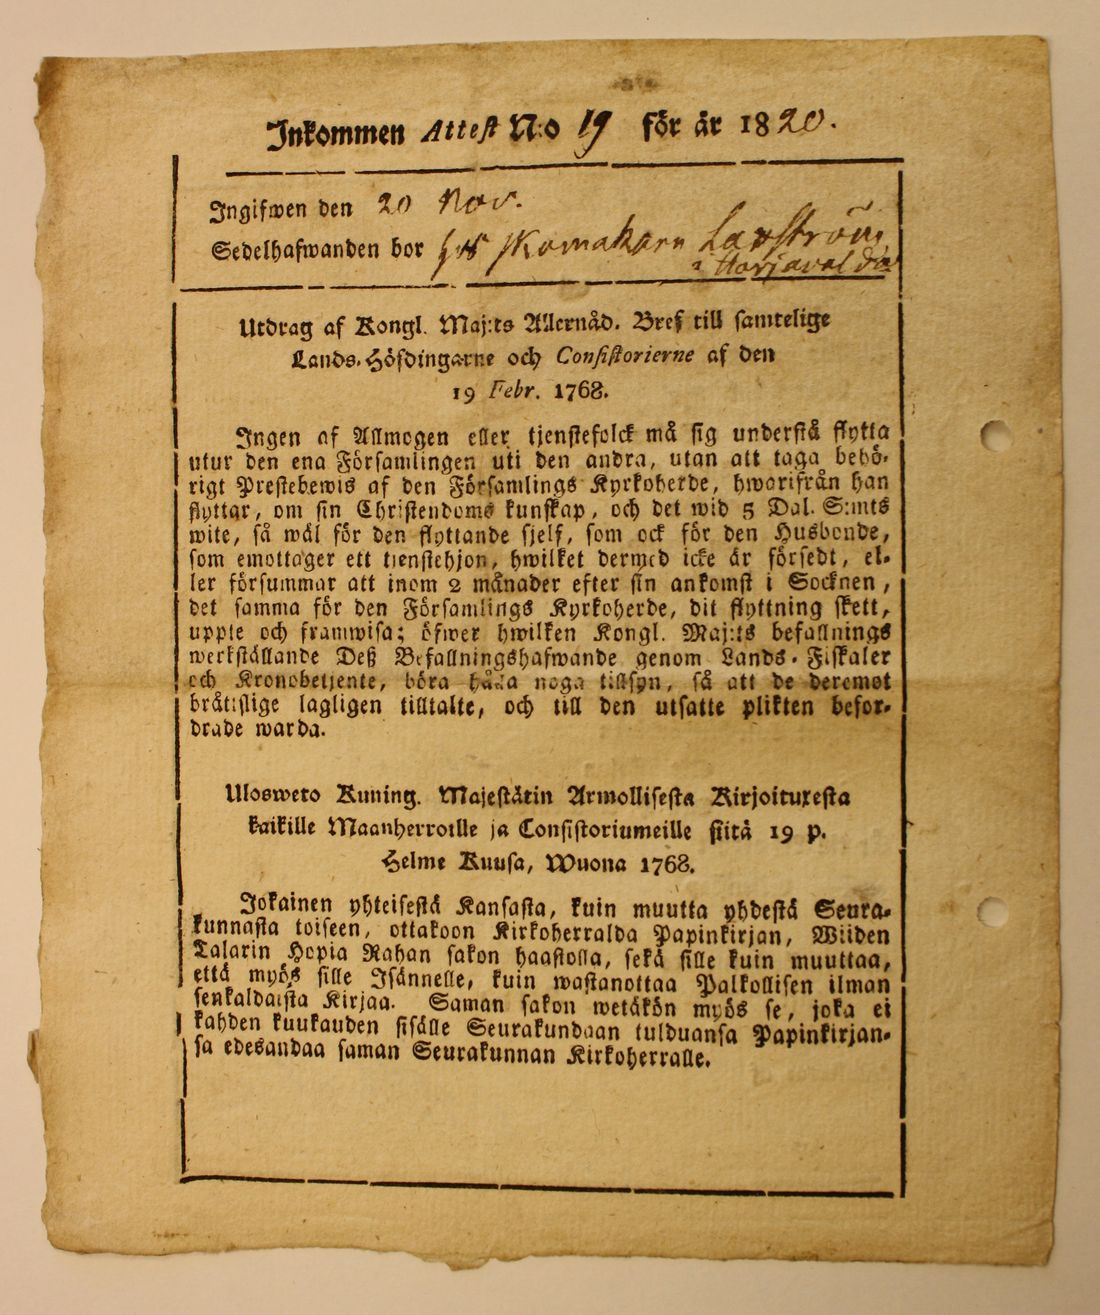 Inkommen Attest N:o 19 för år 1820.
Ingifwen den 20 Nov.
Sedelhafwanden bor hos skomakarn Laxström
i
Utdrag af Kongl. Maj:ts Allernåd. Bref till samtelige
Lands-Höfdingarne och Consistorierne af den
19 Febr. 1768.
Ingen af Allmogen eller tjenstefolck må sig understå flytta
utur den ena Församlingen uti den andra, utan att taga behö-
rigt Prestebewis af den Församlings Kyrkoherde, hwarifrån han
flyttar, om sin Christendoms kunskap, och det wid 5 Dal. S:mts
wite, så wäl för den flyttande sjelf, som ock för den Husbonde,
som emottager ett tjenstehjon, hwilket dermed icke är försedt, el-
ler försummar att inom 2 månader efter sin ankomst i Socknen,
det samma för den Församlings Kyrkoherde, dit flyttning skett,
uppte och framwisa; öfwer hwilken Kongl. Maj:ts befallnings
werkställande Deß Befallningshafwande genom Lands-Fiskaler
och Kronobetjente, böra hålla noga tillsyn, så att de deremot
bråtislige lagligen tilltalte, och till den utsatte plikten befor-
drade warda.
Ulosweto Kuning. Majestätin Armollisesta Kirjoituxesta
kaikille Maanherroille ja Consistoriumeille siitä 19 p.
Helme Kuusa, Wuona 1768.
Jokainen yhteisestä Kansasta, kuin muutta yhdestä Seura-
kunnasta toiseen, ottakoon Kirkoherralda Papinkirjan, Wiiden
Talarin Hopia Rahan sakon haastolla, sekä sille kuin muuttaa,
että myös sille Isännelle, kuin wastanottaa Palkollisen ilman
senkaldaista Kirjaa. Saman sakon wetäkön myös se, joka ei
kahden kuukauden sisälle Seurakundaan tulduansa Papinkirjan-
sa edesandaa saman Seurakunnan Kirkoherralle.